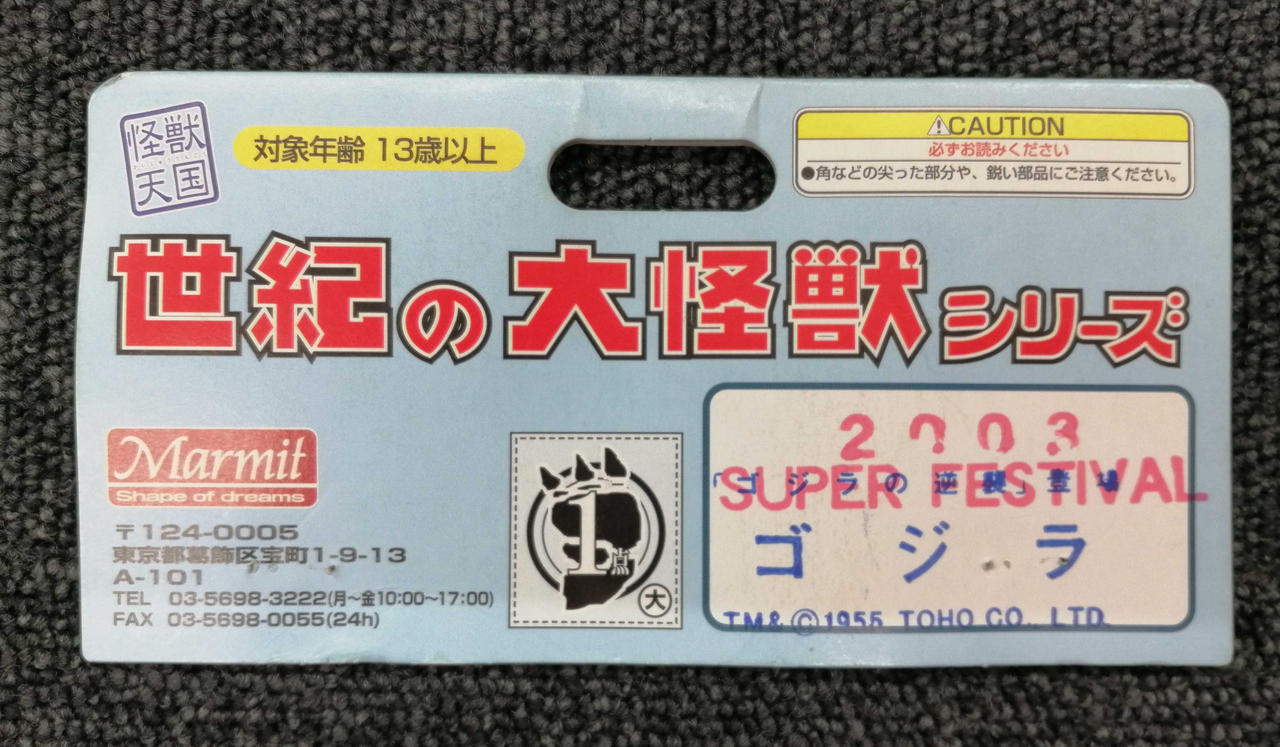 怪獣
天国
対象年齢 13歳以上
⚠CAUTION
必ずお読みください
●角などの尖った部分や、鋭い部品にご注意ください。
世紀の大怪獣シリーズ
Marmit
Shape of dreams
〒124-0005
東京都葛飾区宝町1-9-13
A-101
TEL 03-5698-3222(月〜金10:00〜17:00)
FAX 03-5698-0055(24h)
1点
大
2003
SUPER FESTIVAL
「ゴジラの逆襲」登場
ゴジラ
TM& ©1955 TOHO CO., LTD.